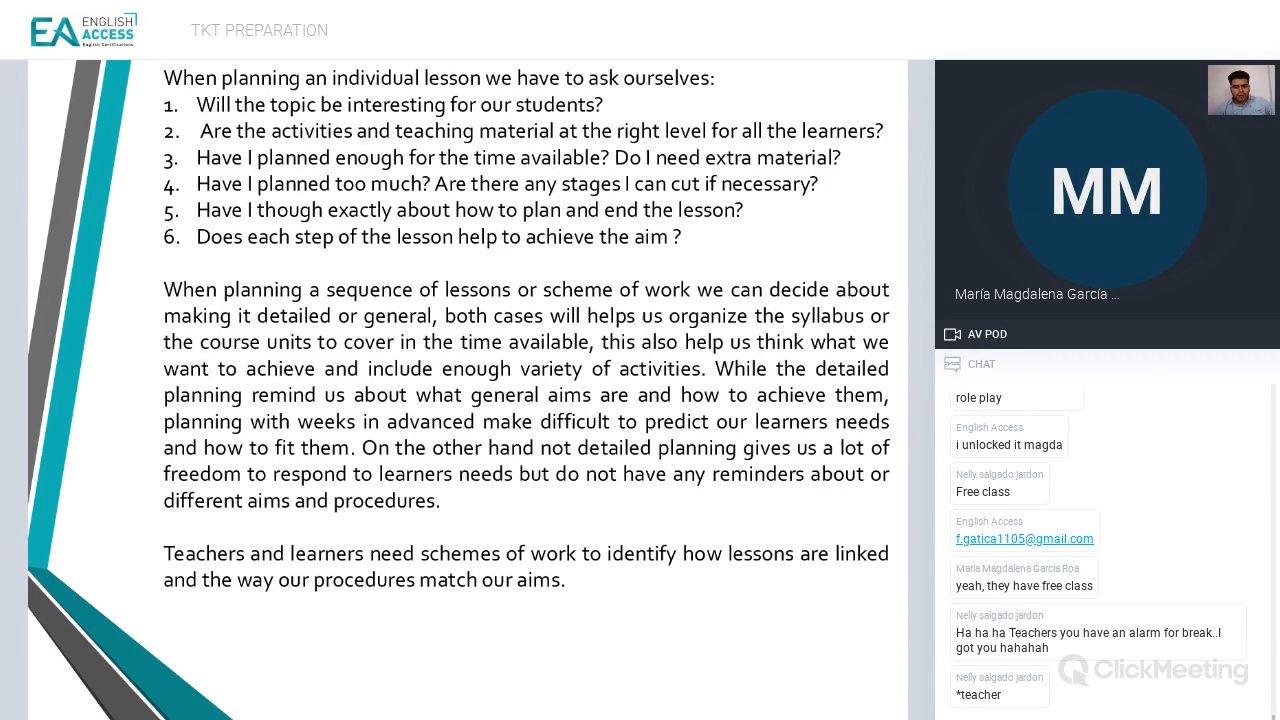 EA ENGLISH ACCESS
English Certifications
TKT PREPARATION
When planning an individual lesson we have to ask ourselves:
1. Will the topic be interesting for our students?
2. Are the activities and teaching material at the right level for all the learners?
3. Have I planned enough for the time available? Do I need extra material?
4. Have I planned too much? Are there any stages I can cut if necessary?
5. Have I though exactly about how to plan and end the lesson?
6. Does each step of the lesson help to achieve the aim ?
When planning a sequence of lessons or scheme of work we can decide about
making it detailed or general, both cases will helps us organize the syllabus or
the course units to cover in the time available, this also help us think what we
want to achieve and include enough variety of activities. While the detailed
planning remind us about what general aims are and how to achieve them,
planning with weeks in advanced make difficult to predict our learners needs
and how to fit them. On the other hand not detailed planning gives us a lot of
freedom to respond to learners needs but do not have any reminders about or
different aims and procedures.
Teachers and learners need schemes of work to identify how lessons are linked
and the way our procedures match our aims.
MM
María Magdalena García ...
AV POD
CHAT
role play
English Access
i unlocked it magda
Nelly salgado jardon
Free class
English Access
f.gatica1105@gmail.com
María Magdalena García Roa
yeah, they have free class
Nelly salgado jardon
Ha ha ha Teachers you have an alarm for break..I
got you hahahah
Nelly salgado jardon
*teacher
ClickMeeting